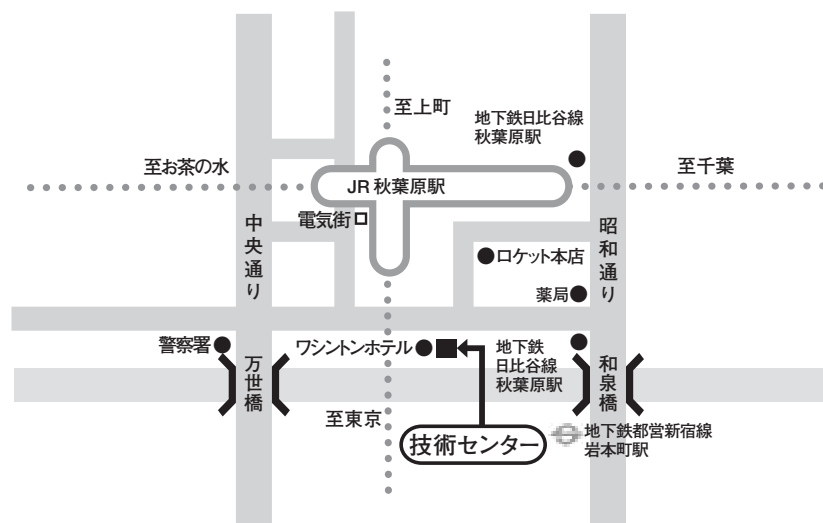 至上町
地下鉄日比谷線
秋葉原駅
至お茶の水
至千葉
JR 秋葉原駅
電気街
中央通り
昭和通り
ロケット本店
薬局
警察署
ワシントンホテル
地下鉄
日比谷線
秋葉原駅
万世橋
和泉橋
至東京
技術センター
地下鉄都営新宿線
岩本町駅